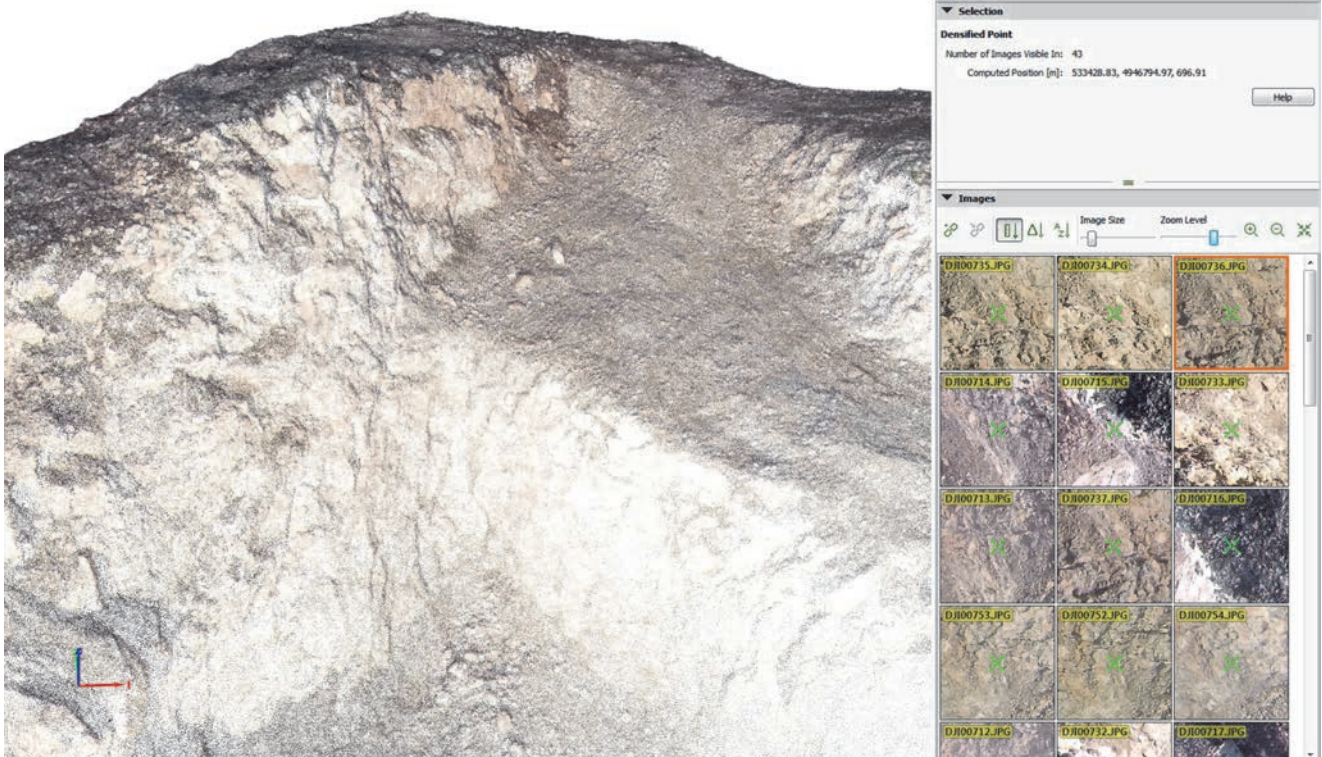 Selection
Densified Point
Number of Images Visible In: 43
Computed Position [m]: 533428.83, 4946794.97, 696.91
Help
Images
Image Size
Zoom Level
DJI00735.JPG
DJI00734.JPG
DJI00736.JPG
DJI00714.JPG
DJI00715.JPG
DJI00733.JPG
DJI00713.JPG
DJI00737.JPG
DJI00716.JPG
DJI00753.JPG
DJI00752.JPG
DJI00754.JPG
DJI00712.JPG
DJI00732.JPG
DJI00717.JPG